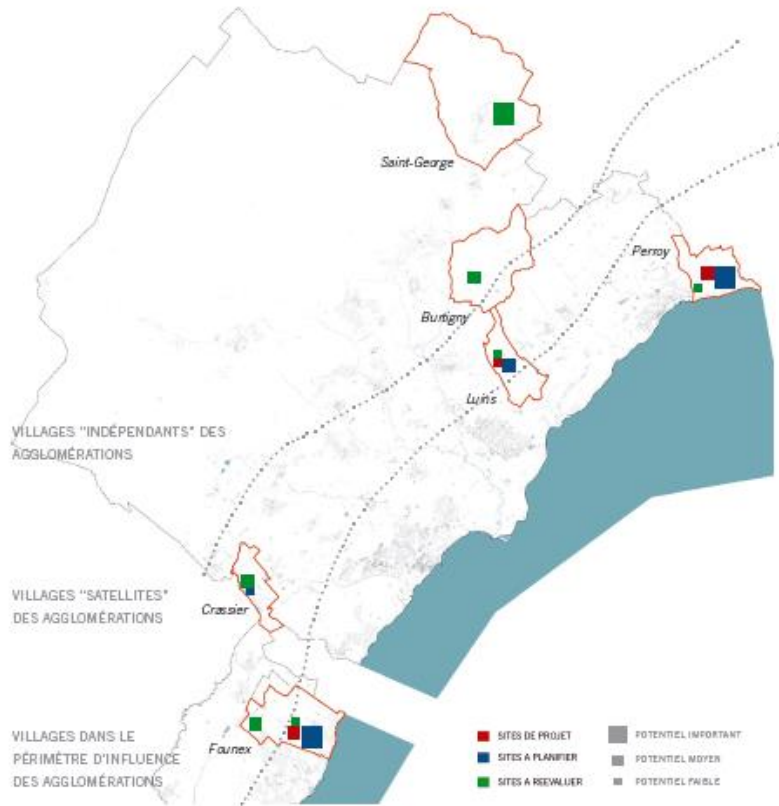 Saint-George
Perroy
Burtigny
Luins
VILLAGES "INDÉPENDANTS" DES
AGGLOMÉRATIONS
VILLAGES "SATELLITES"
DES AGGLOMÉRATIONS
Crassier
VILLAGES DANS LE
PÉRIMÈTRE D'INFLUENCE
DES AGGLOMÉRATIONS
Founex
SITES DE PROJET
SITES A PLANIFIER
SITES A REEVALUER
POTENTIEL IMPORTANT
POTENTIEL MOYEN
POTENTIEL FAIBLE